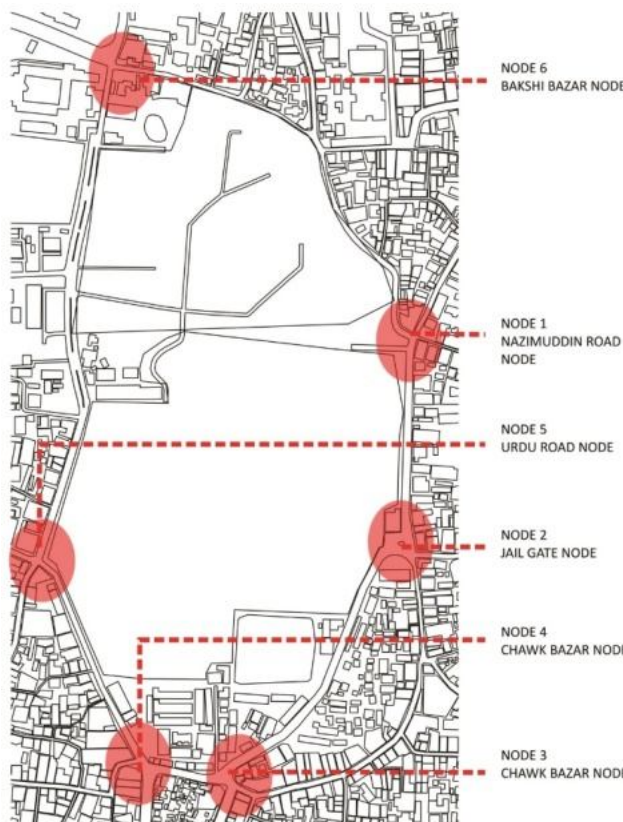 NODE 6
BAKSHI BAZAR NODE
NODE 1
NAZIMUDDIN ROAD
NODE
NODE 5
URDU ROAD NODE
NODE 2
JAIL GATE NODE
NODE 4
CHAWK BAZAR NODE
NODE 3
CHAWK BAZAR NODE